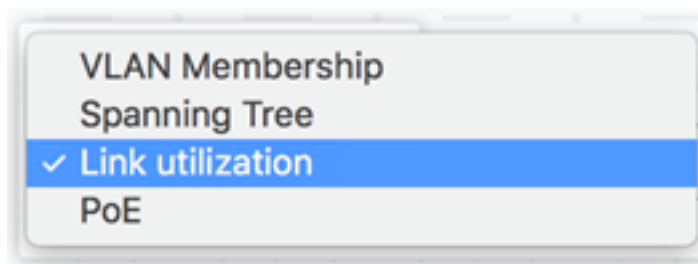 VLAN Membership
Spanning Tree
✓ Link utilization
PoE